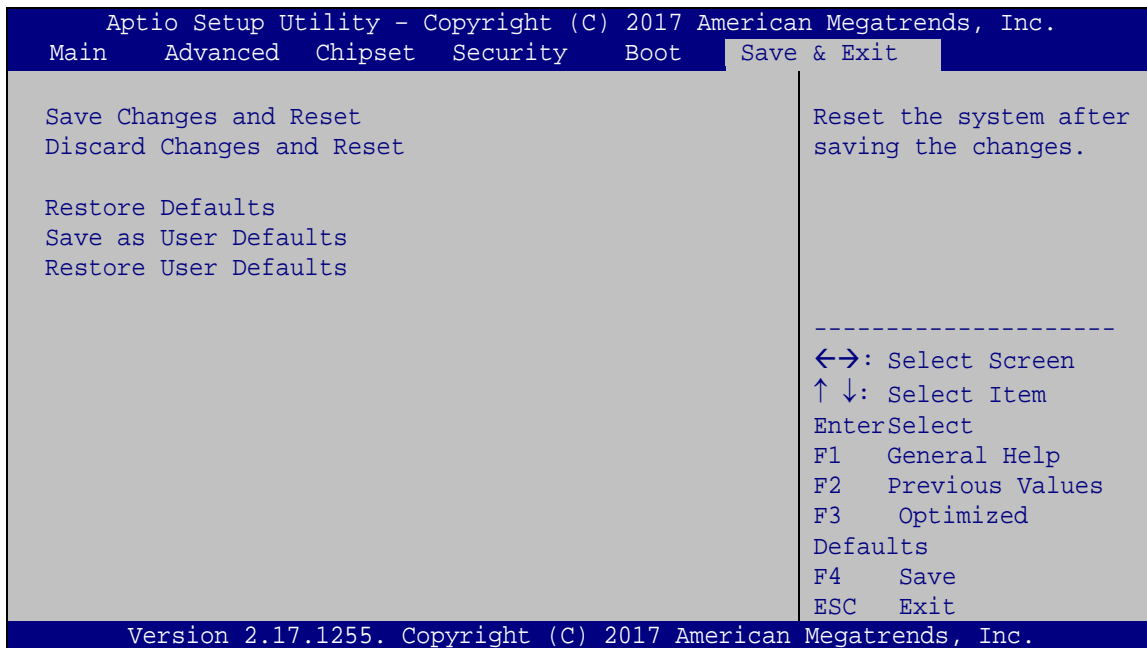 Aptio Setup Utility – Copyright (C) 2017 American Megatrends, Inc.
Main Advanced Chipset Security Boot Save & Exit
Save Changes and Reset
Discard Changes and Reset
Restore Defaults
Save as User Defaults
Restore User Defaults
Reset the system after
saving the changes.
---------------------
←→: Select Screen
↑ ↓: Select Item
EnterSelect
F1 General Help
F2 Previous Values
F3 Optimized
Defaults
F4 Save
ESC Exit
Version 2.17.1255. Copyright (C) 2017 American Megatrends, Inc.